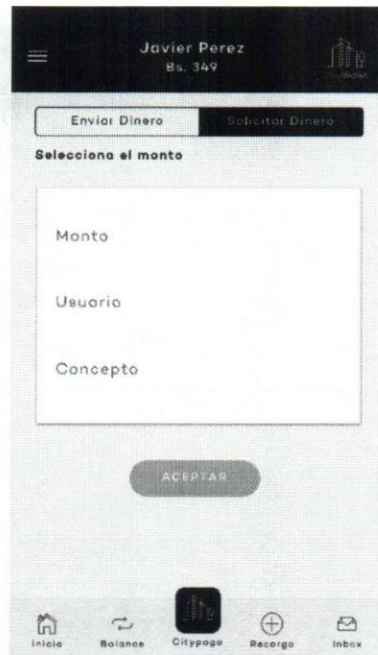 Javier Perez
Bs. 349
Enviar Dinero
Solicitar Dinero
Selecciona el monto
Monto
Usuario
Concepto
ACEPTAR
Inicio
Balance
Citypago
Recarga
Inbox